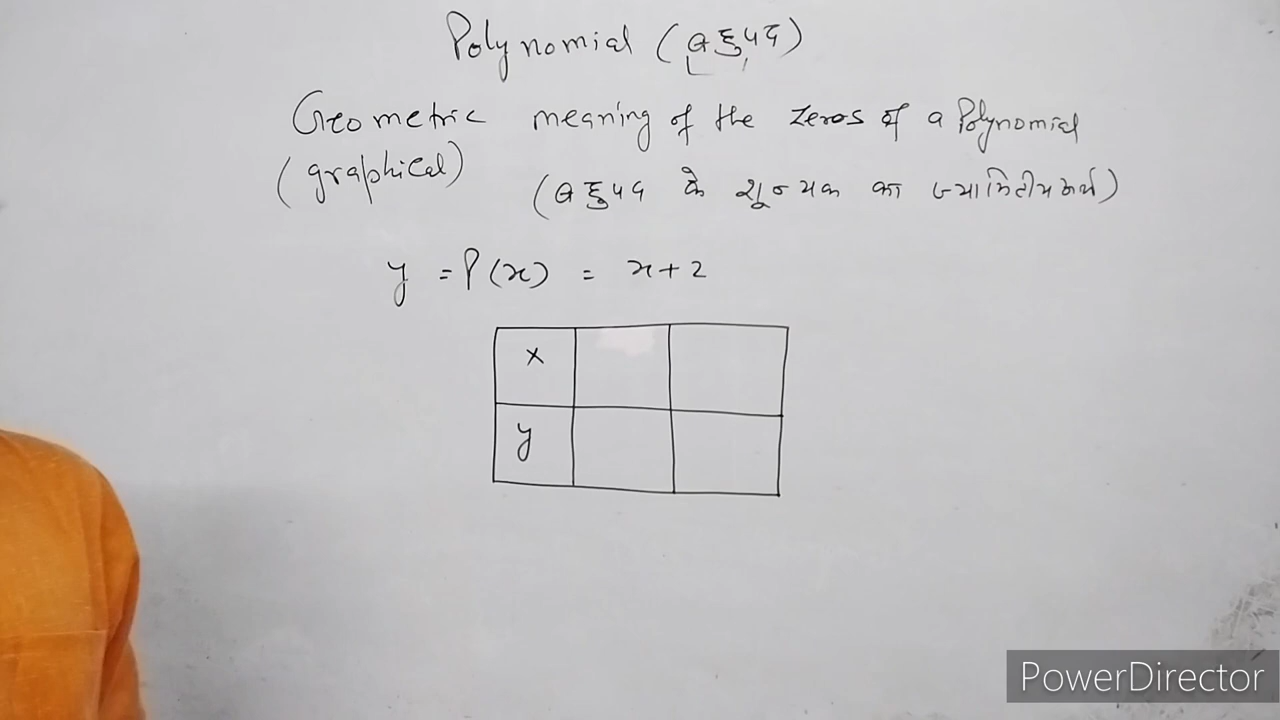 Polynomial (बहुपद)
Geometric meaning of the zeros of a Polynomial
(graphical) (बहुपद के शून्यक का ज्यामितीय अर्थ)
y = P(x) = x+2
x
y
PowerDirector